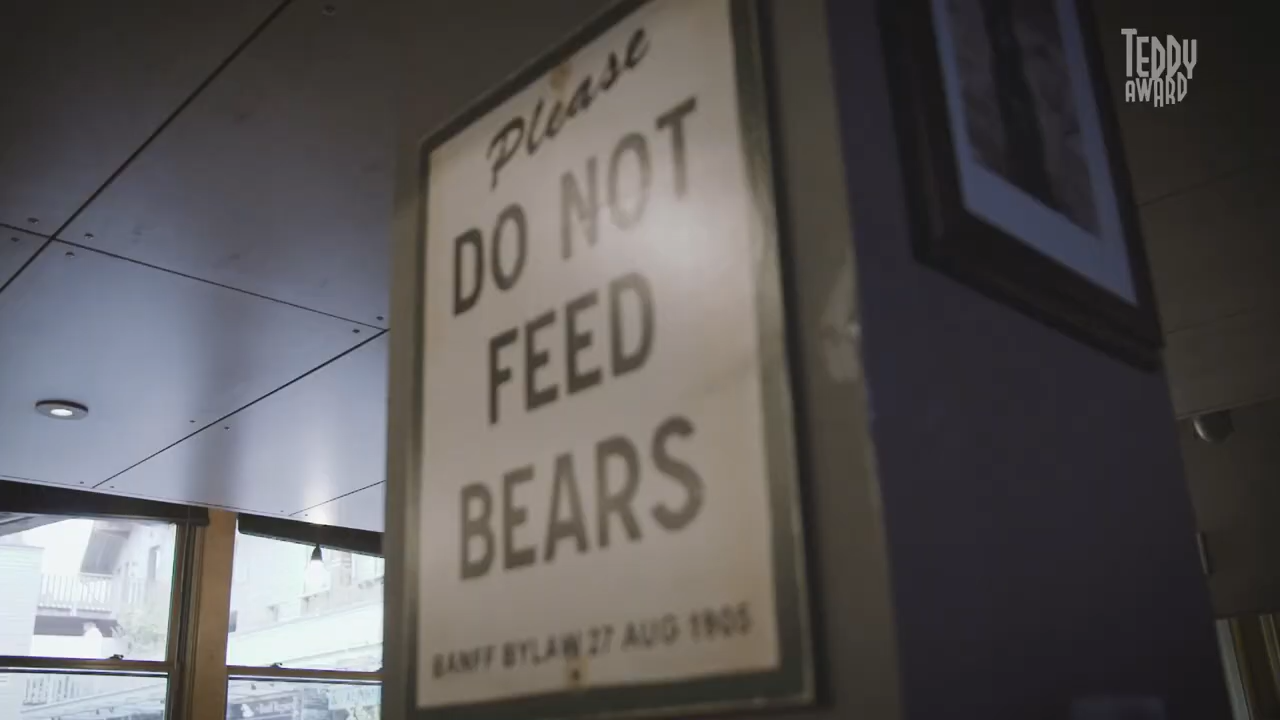 Please
DO NOT
FEED
BEARS
BANFF BYLAW 27 AUG 1905
TEDDY
AWARD